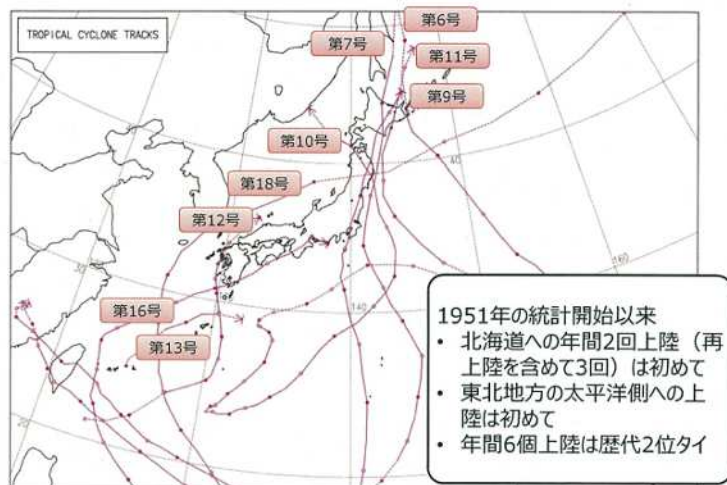 TROPICAL CYCLONE TRACKS
第6号
第7号
第11号
第9号
第10号
第18号
第12号
第16号
第13号
40
30
140
160
20
1951年の統計開始以来
• 北海道への年間2回上陸（再
上陸を含めて3回）は初めて
• 東北地方の太平洋側への上
陸は初めて
• 年間6個上陸は歴代2位タイ